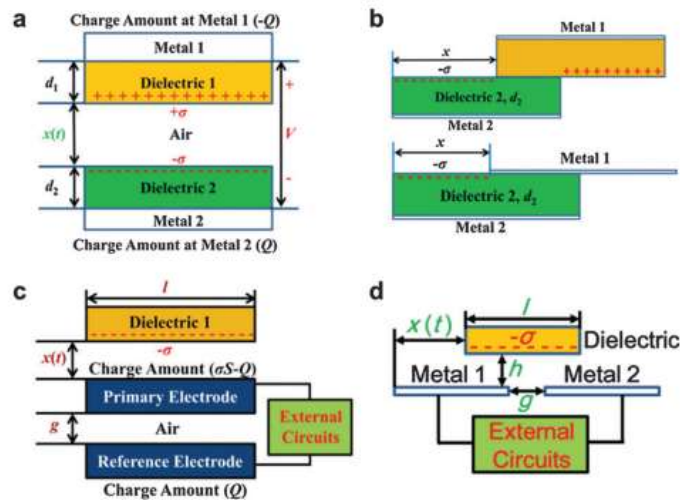 a
Charge Amount at Metal 1 (-Q)
Metal 1
d₁
Dielectric 1
+ + + + + + + + + + + + +
+
+σ
x(t)
Air
V
-σ
-
d₂
Dielectric 2
Metal 2
Charge Amount at Metal 2 (Q)
b
Metal 1
x
-σ
Dielectric 1
+ + + + + + + + + +
Dielectric 2, d₂
Metal 2
x
-σ
Metal 1
Dielectric 2, d₂
Metal 2
c
l
Dielectric 1
x(t)
-σ
Charge Amount (σS-Q)
Primary Electrode
g
Air
External
Circuits
Reference Electrode
Charge Amount (Q)
d
l
x(t)
-σ
Dielectric
h
Metal 1
Metal 2
g
External
Circuits